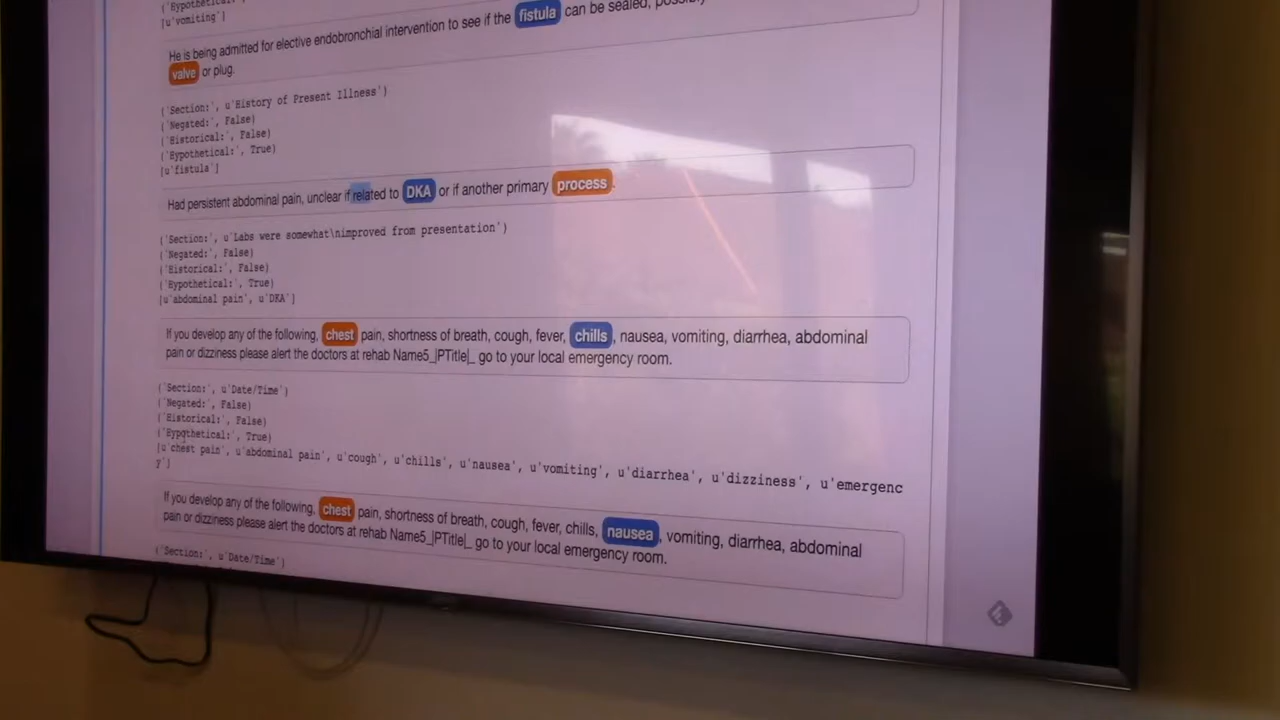 ('Hypothetical:',
[u'vomiting']
He is being admitted for elective endobronchial intervention to see if the fistula can be sealed,
valve or plug.
('Section:', u'History of Present Illness')
('Negated:', False)
('Historical:', False)
('Hypothetical:', True)
[u'fistula']
Had persistent abdominal pain, unclear if related to DKA or if another primary process.
('Section:', u'Labs were somewhat\nimproved from presentation')
('Negated:', False)
('Historical:', False)
('Hypothetical:', True)
[u'abdominal pain', u'DKA']
If you develop any of the following, chest pain, shortness of breath, cough, fever, chills, nausea, vomiting, diarrhea, abdominal
pain or dizziness please alert the doctors at rehab Name5_|PTitle|_ go to your local emergency room.
('Section:', u'Date/Time')
('Negated:', False)
('Historical:', False)
('Hypothetical:', True)
[u'chest pain', u'abdominal pain', u'cough', u'chills', u'nausea', u'vomiting', u'diarrhea', u'dizziness', u'emergenc
y']
If you develop any of the following, chest pain, shortness of breath, cough, fever, chills, nausea, vomiting, diarrhea, abdominal
pain or dizziness please alert the doctors at rehab Name5_|PTitle|_ go to your local emergency room.
('Section:', u'Date/Time')